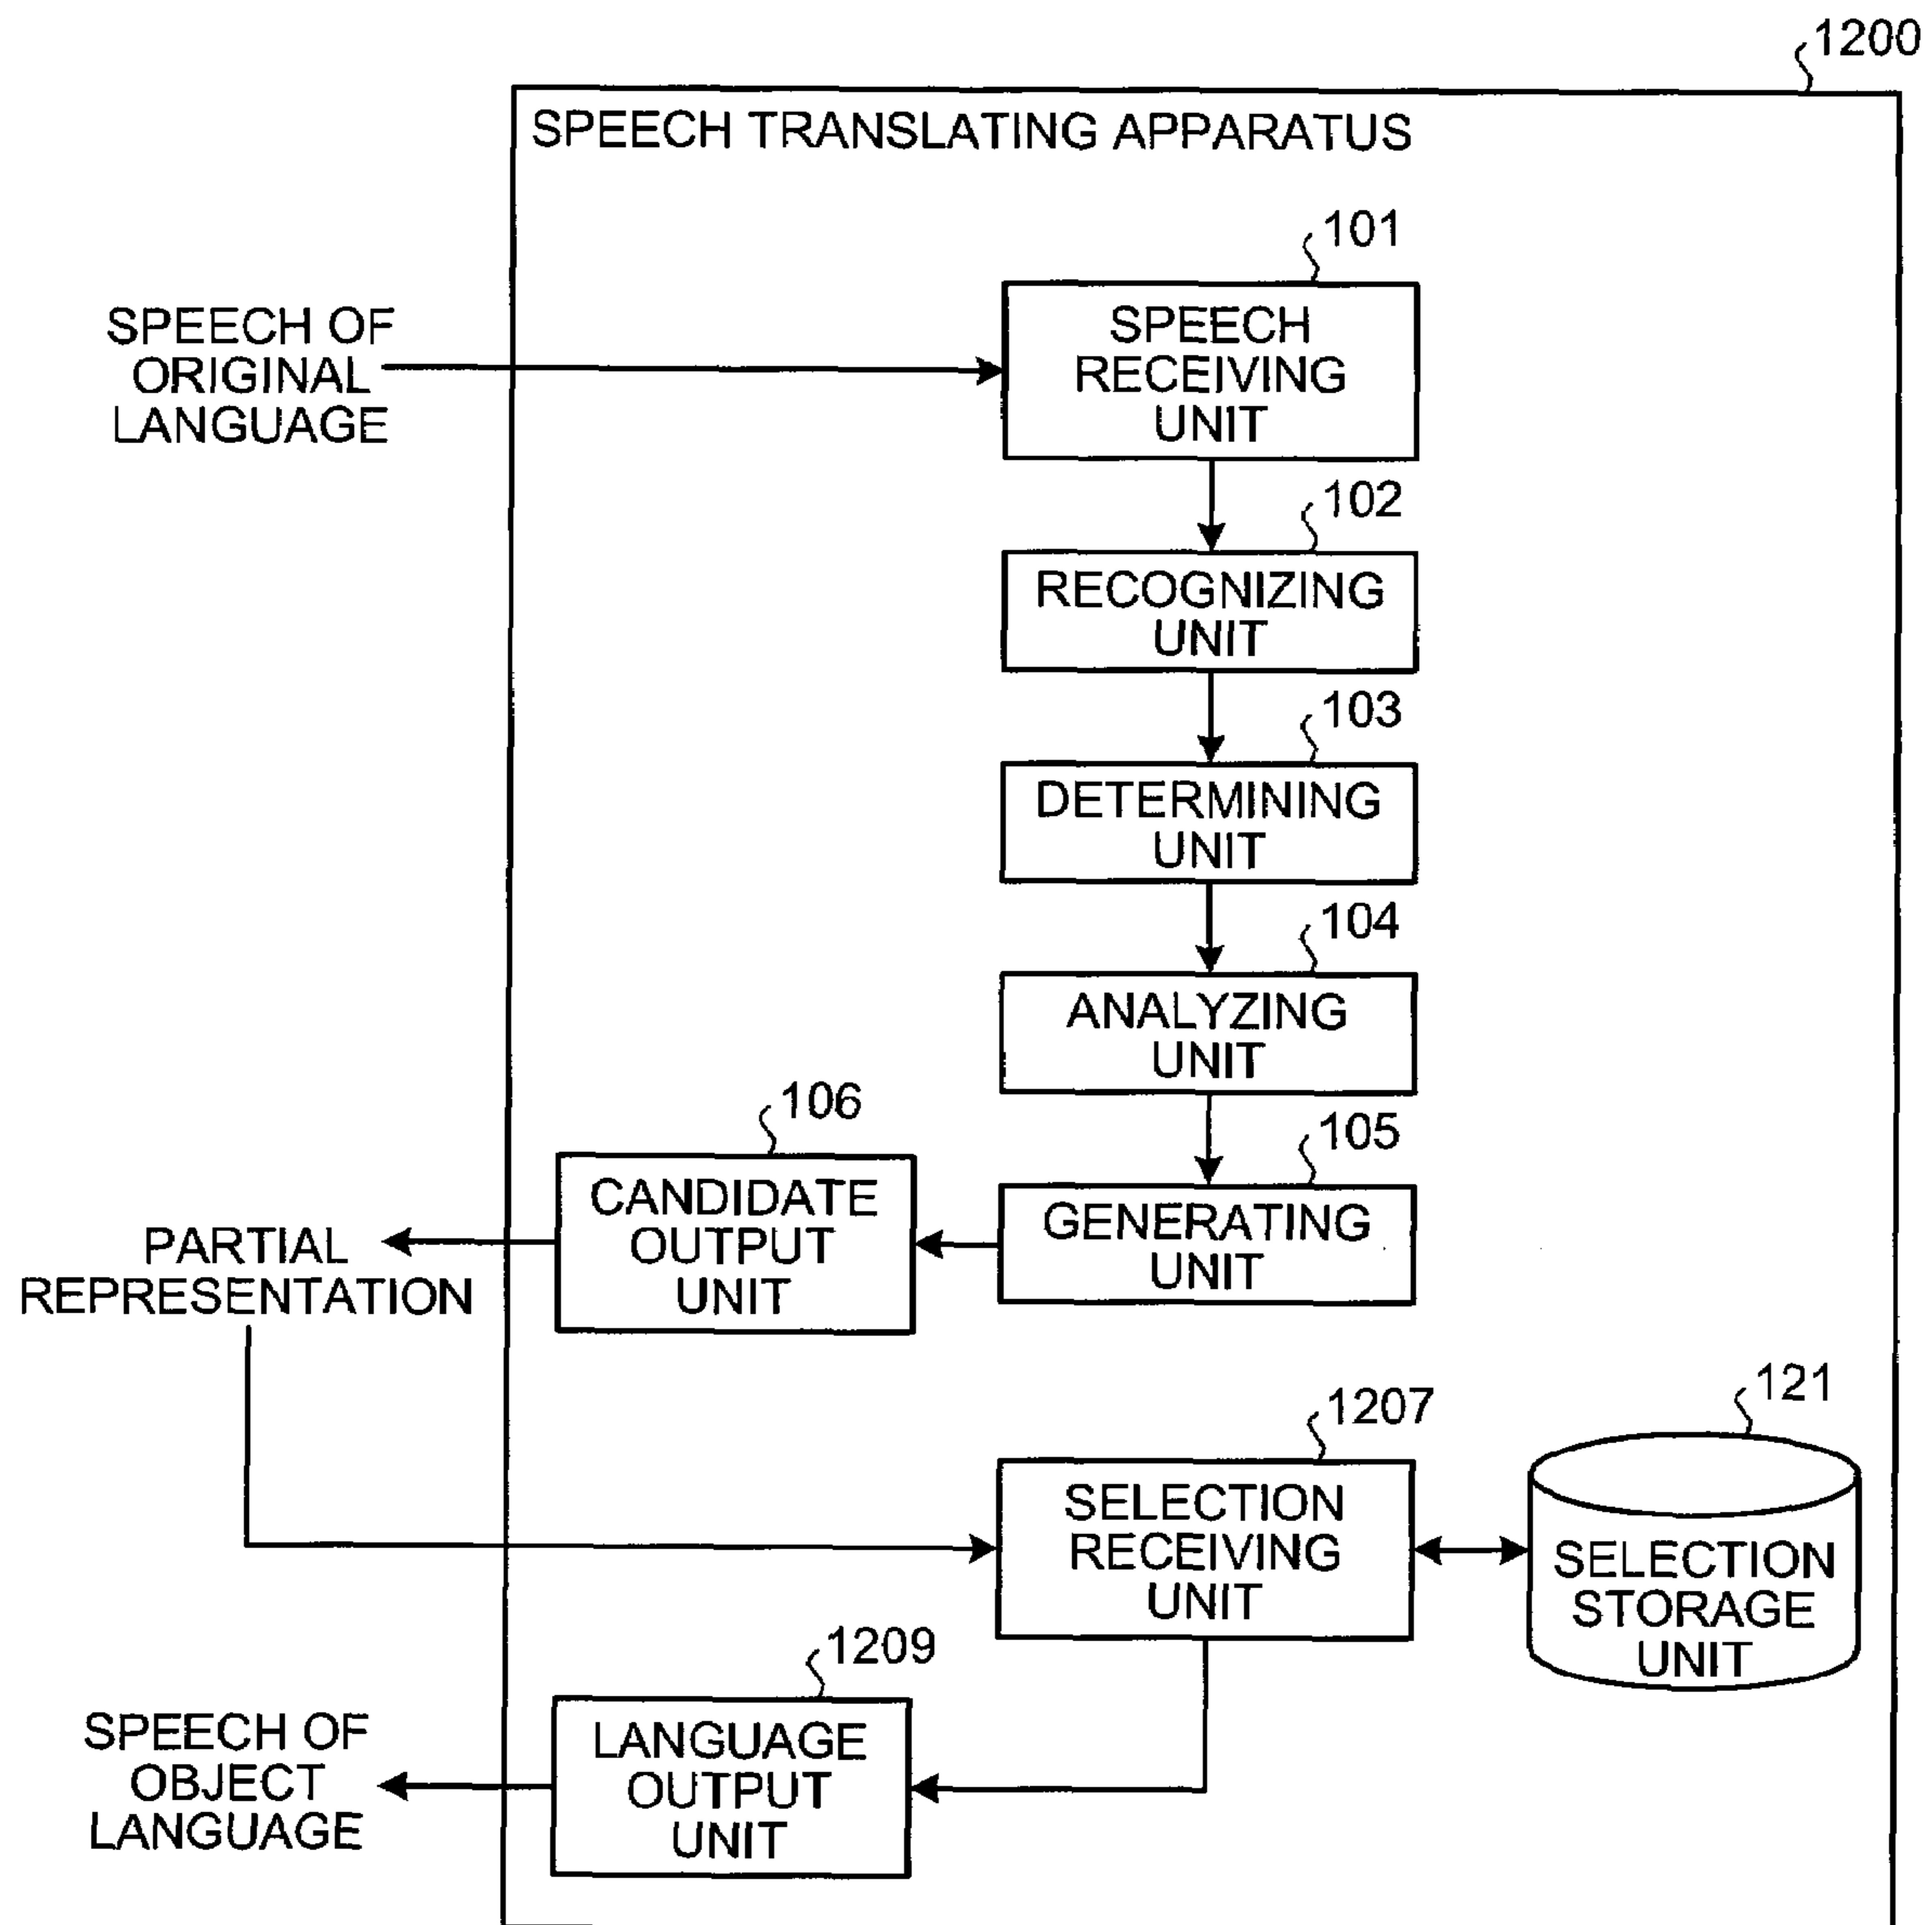 1200
SPEECH TRANSLATING APPARATUS
101
SPEECH OF
ORIGINAL
LANGUAGE
SPEECH
RECEIVING
UNIT
102
RECOGNIZING
UNIT
103
DETERMINING
UNIT
104
ANALYZING
UNIT
106
105
CANDIDATE
OUTPUT
UNIT
GENERATING
UNIT
PARTIAL
REPRESENTATION
1207
121
SELECTION
RECEIVING
UNIT
SELECTION
STORAGE
UNIT
1209
SPEECH OF
OBJECT
LANGUAGE
LANGUAGE
OUTPUT
UNIT